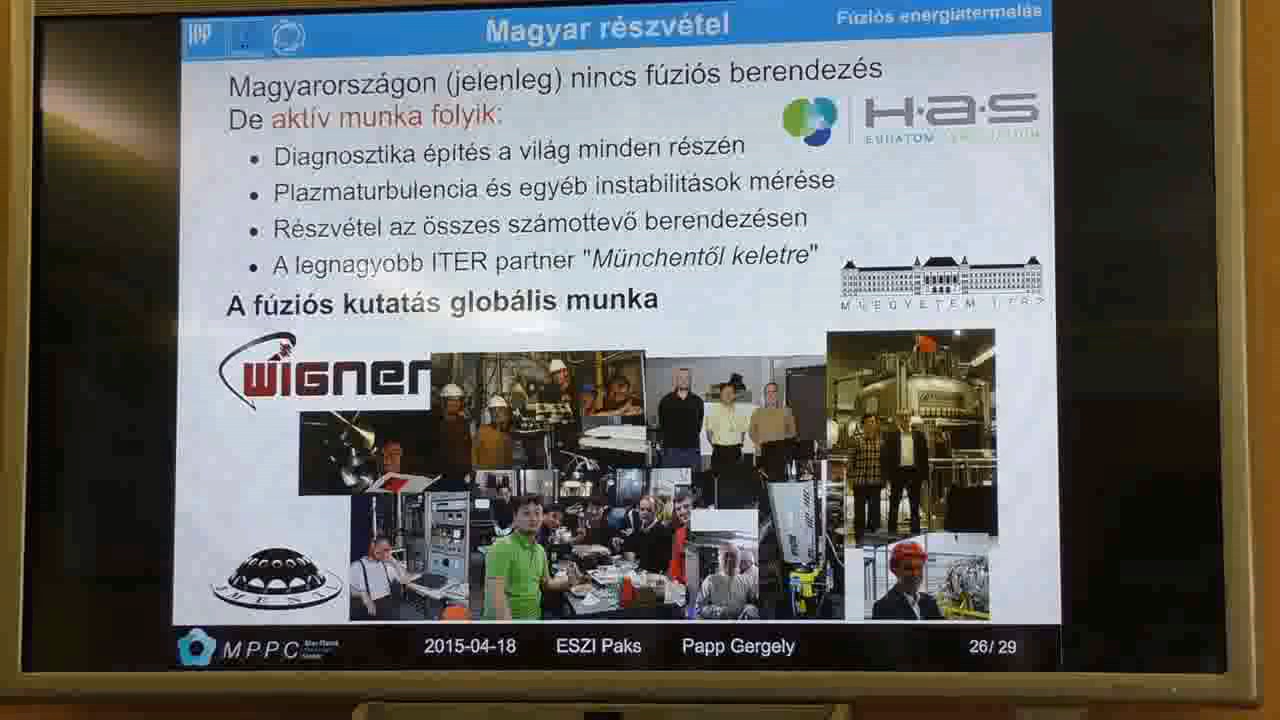 IPP
Magyar részvétel
Fúziós energiatermelés
Magyarországon (jelenleg) nincs fúziós berendezés
De aktív munka folyik:
H·a·S
EURATOM
• Diagnosztika építés a világ minden részén
• Plazmaturbulencia és egyéb instabilitások mérése
• Részvétel az összes számottevő berendezésen
• A legnagyobb ITER partner "Münchentől keletre"
MŰEGYETEM 1782
A fúziós kutatás globális munka
wigner
MPPC
2015-04-18 ESZI Paks Papp Gergely 26/ 29